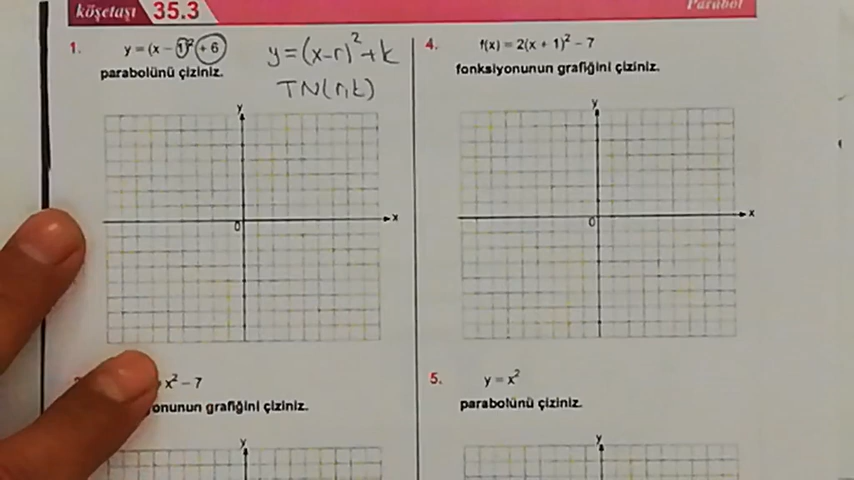 köşetaşı 35.3
Parabol
1. y = (x – 1)² + 6
parabolünü çiziniz.
y = (x-r)² + k
TN(r,k)
y
x
0
x² – 7
onunun grafiğini çiziniz.
y
4. f(x) = 2(x + 1)² – 7
fonksiyonunun grafiğini çiziniz.
y
x
0
5. y = x²
parabolünü çiziniz.
y